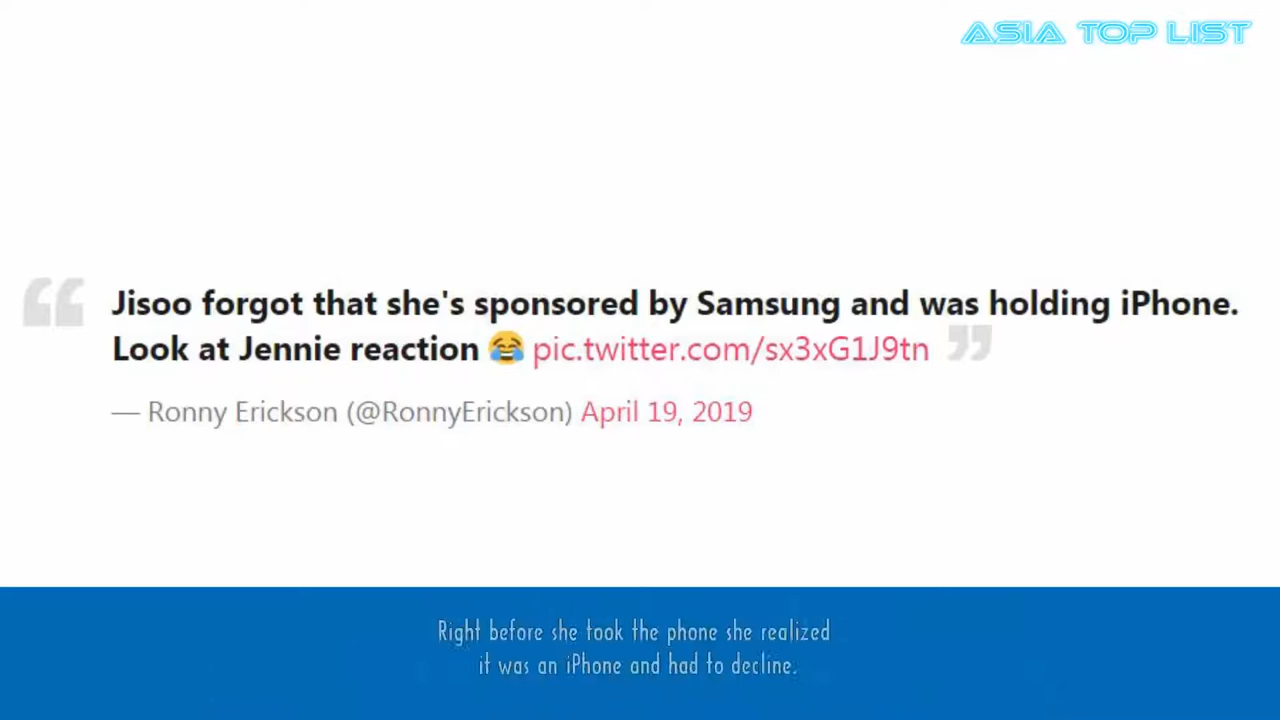 ASIA TOP LIST
“ Jisoo forgot that she's sponsored by Samsung and was holding iPhone.
Look at Jennie reaction 😂 pic.twitter.com/sx3xG1J9tn ”
— Ronny Erickson (@RonnyErickson) April 19, 2019
Right before she took the phone she realized
it was an iPhone and had to decline.